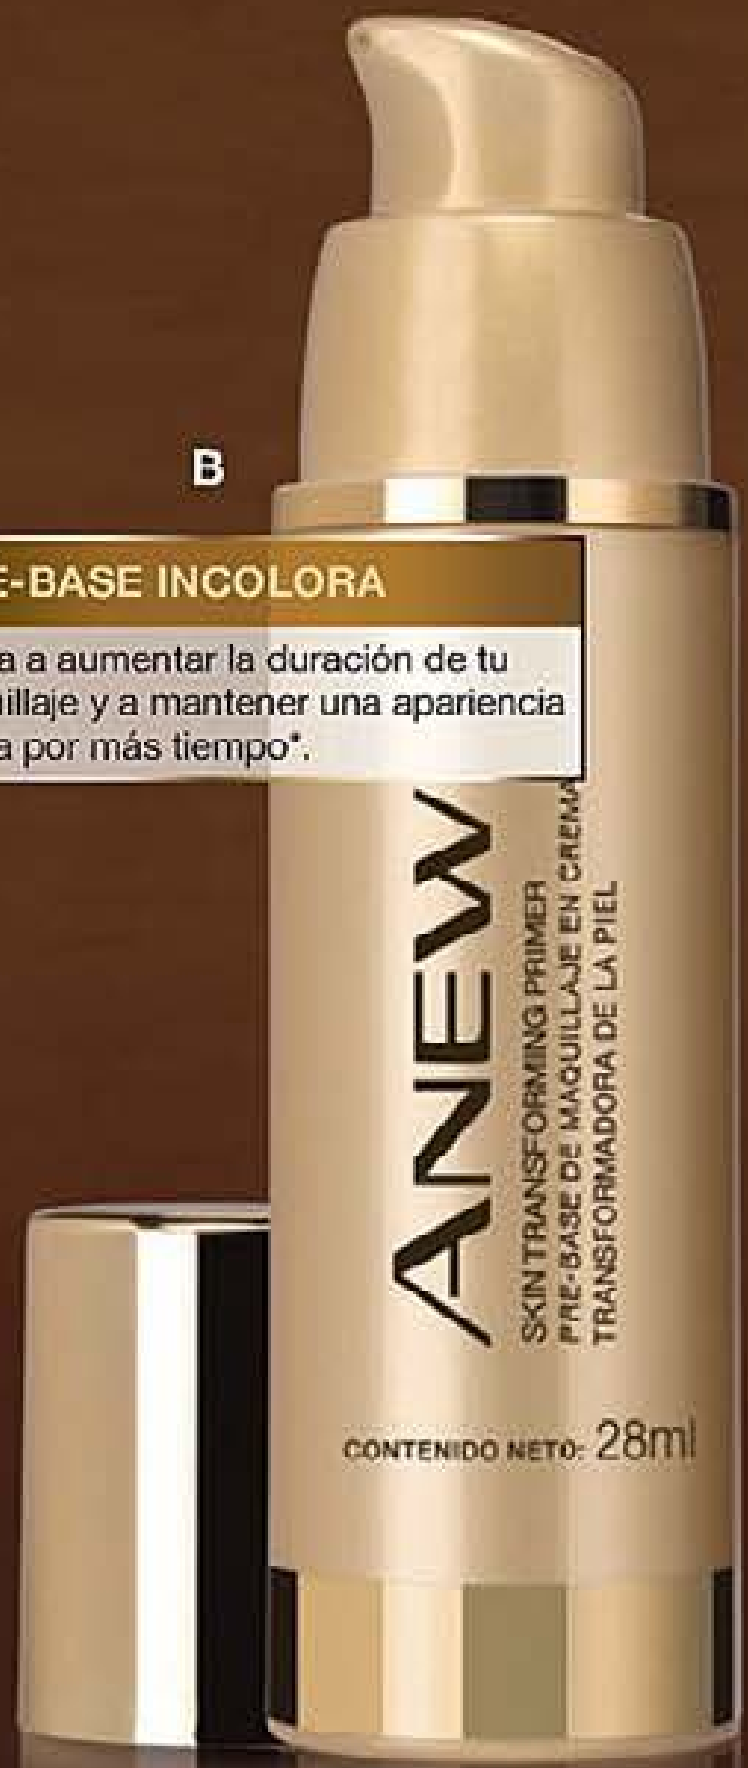 B
E-BASE INCOLORA
a a aumentar la duración de tu
illaje y a mantener una apariencia
a por más tiempo*.
ANEW
SKIN TRANSFORMING PRIMER
PRE-BASE DE MAQUILLAJE EN CREMA
TRANSFORMADORA DE LA PIEL
CONTENIDO NETO: 28ml